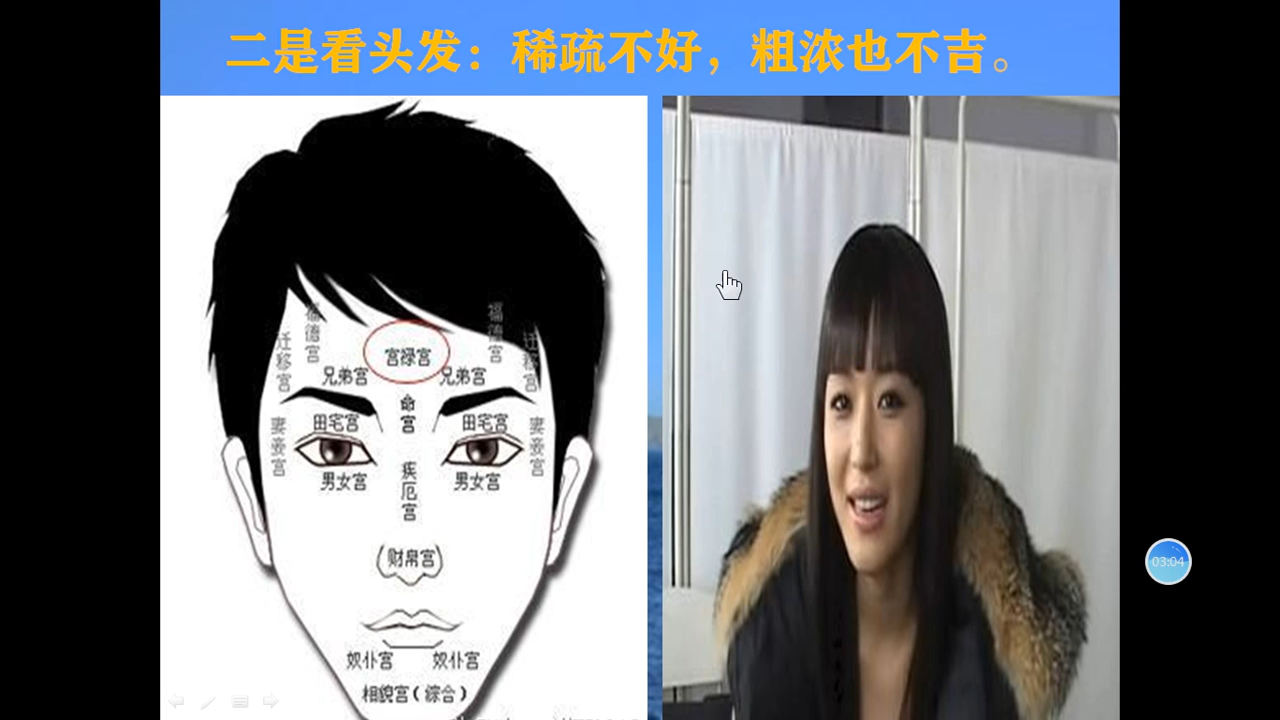 二是看头发：稀疏不好，粗浓也不吉。
福德宫
福德宫
迁移宫
迁移宫
宫禄宫
兄弟宫
兄弟宫
命宫
田宅宫
田宅宫
妻妾宫
妻妾宫
男女宫
男女宫
疾厄宫
财帛宫
奴仆宫
奴仆宫
相貌宫（综合）
03:04